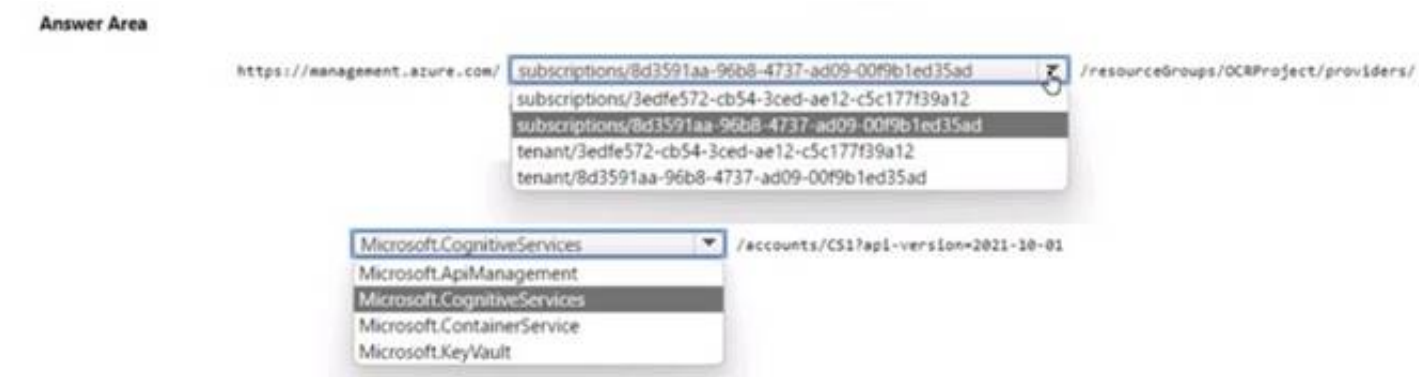 Answer Area
https://management.azure.com/ subscriptions/8d3591aa-96b8-4737-ad09-00f9b1ed35ad /resourceGroups/OCRProject/providers/
subscriptions/3edfe572-cb54-3ced-ae12-c5c177f39a12
subscriptions/8d3591aa-96b8-4737-ad09-00f9b1ed35ad
tenant/3edfe572-cb54-3ced-ae12-c5c177f39a12
tenant/8d3591aa-96b8-4737-ad09-00f9b1ed35ad
Microsoft.CognitiveServices /accounts/CS1?api-version=2021-10-01
Microsoft.ApiManagement
Microsoft.CognitiveServices
Microsoft.ContainerService
Microsoft.KeyVault